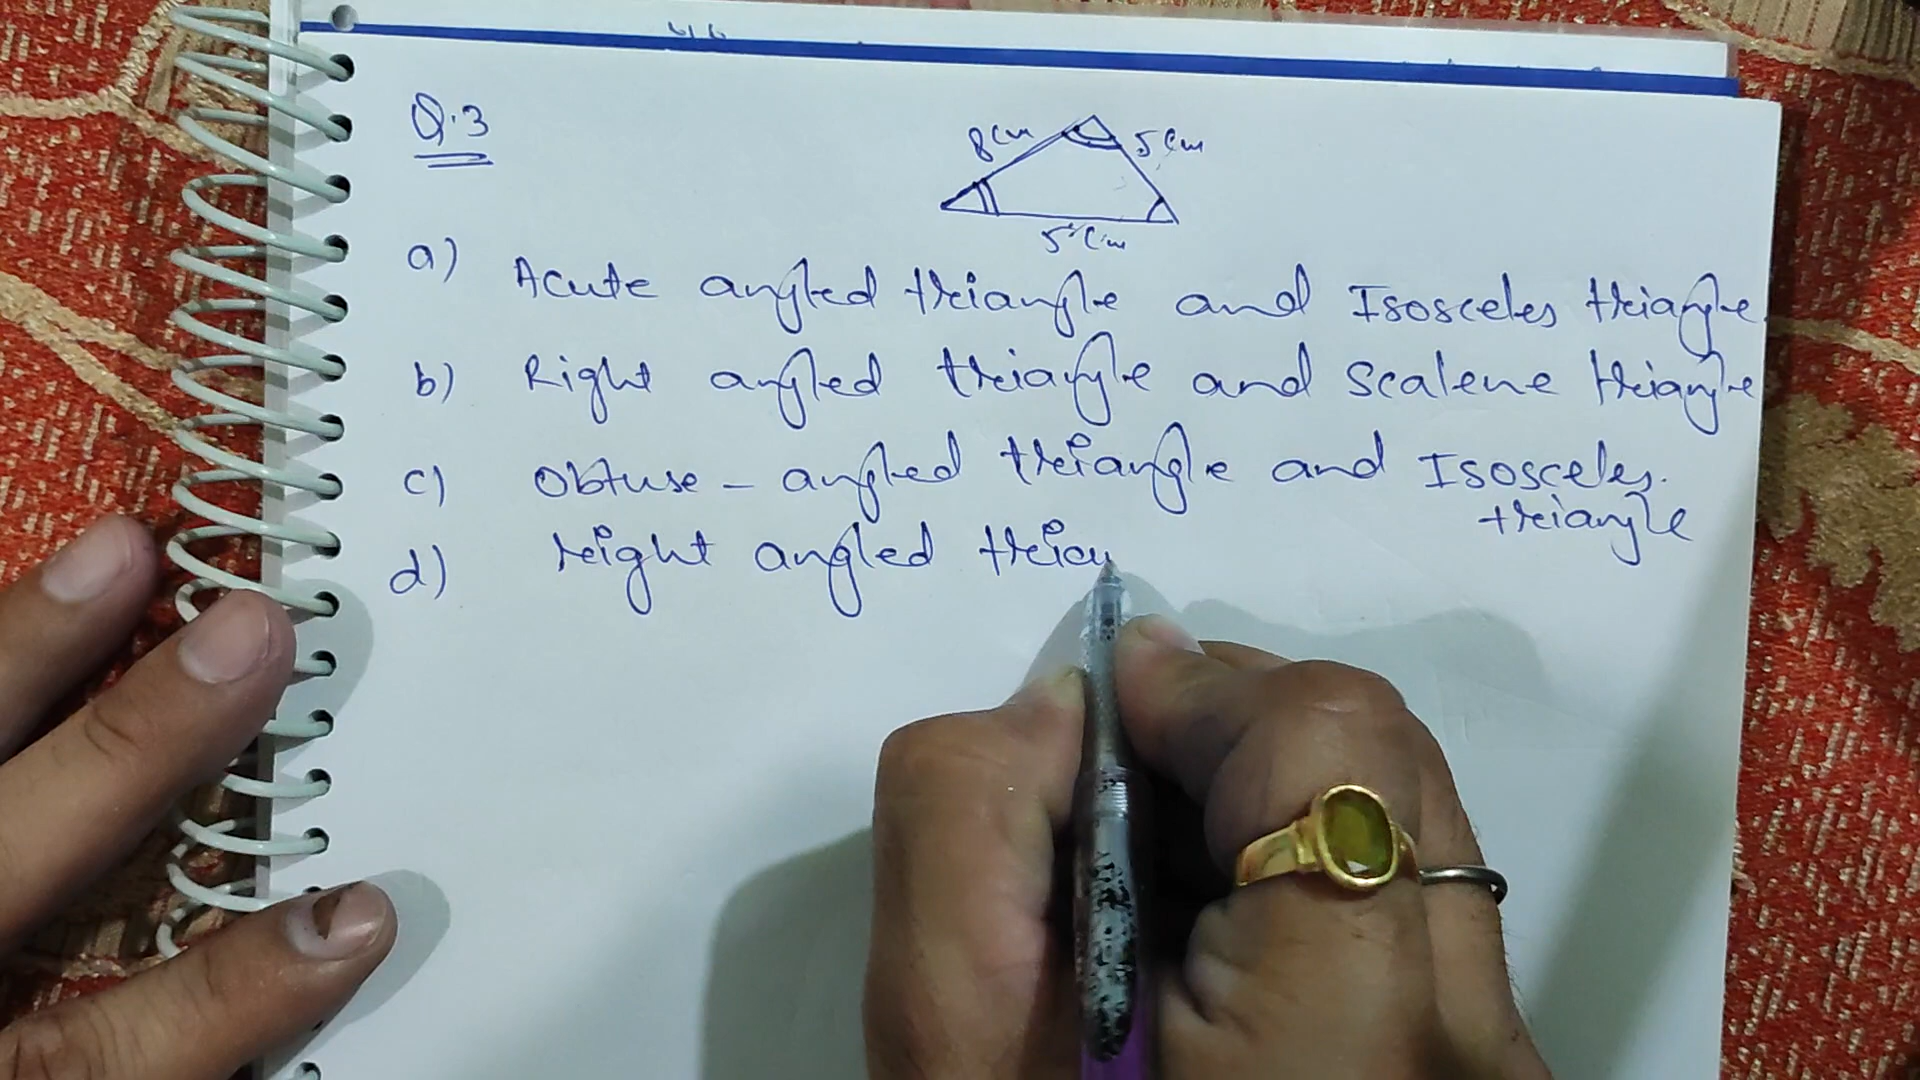 Q.3
8cm 5cm
5cm
a) Acute angled triangle and Isosceles triangle.
b) Right angled triangle and Scalene triangle
c) Obtuse - angled triangle and Isosceles.
triangle
d) right angled trian